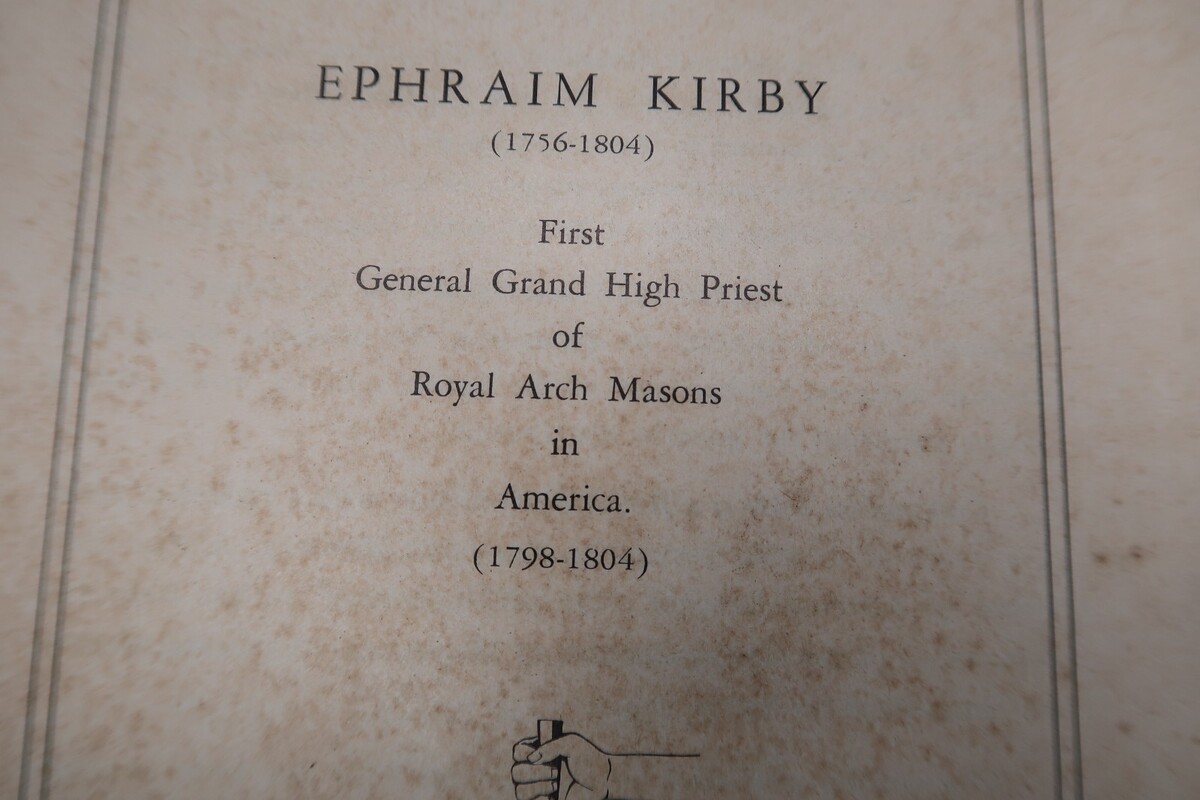 EPHRAIM KIRBY
(1756-1804)
First
General Grand High Priest
of
Royal Arch Masons
in
America.
(1798-1804)